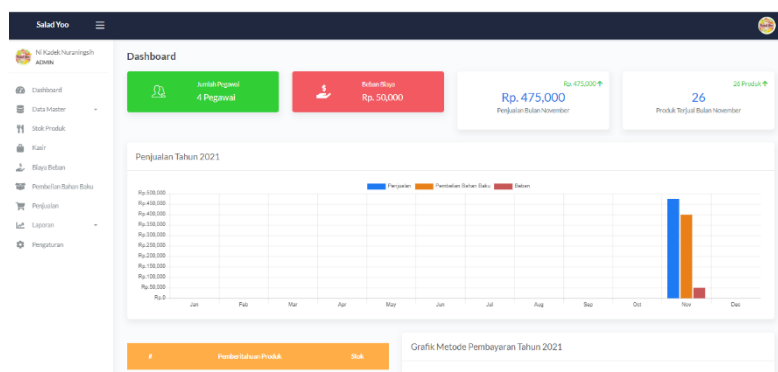 Salad Yoo
Ni Kadek Nuraningsih
ADMIN
Dashboard
Data Master
Stok Produk
Kasir
Biaya Beban
Pembelian Bahan Baku
Penjualan
Laporan
Pengaturan
Dashboard
Jumlah Pegawai
4 Pegawai
Beban Biaya
Rp. 50,000
Rp. 475,000
Rp. 475,000
Penjualan Bulan November
26 Produk
26
Produk Terjual Bulan November
Penjualan Tahun 2021
Penjualan Pembelian Bahan Baku Beban
Rp.500,000
Rp.450,000
Rp.400,000
Rp.350,000
Rp.300,000
Rp.250,000
Rp.200,000
Rp.150,000
Rp.100,000
Rp.50,000
Rp.0
Jan Feb Mar Apr May Jun Jul Aug Sep Oct Nov Des
# Pemberitahuan Produk Stok
Grafik Metode Pembayaran Tahun 2021